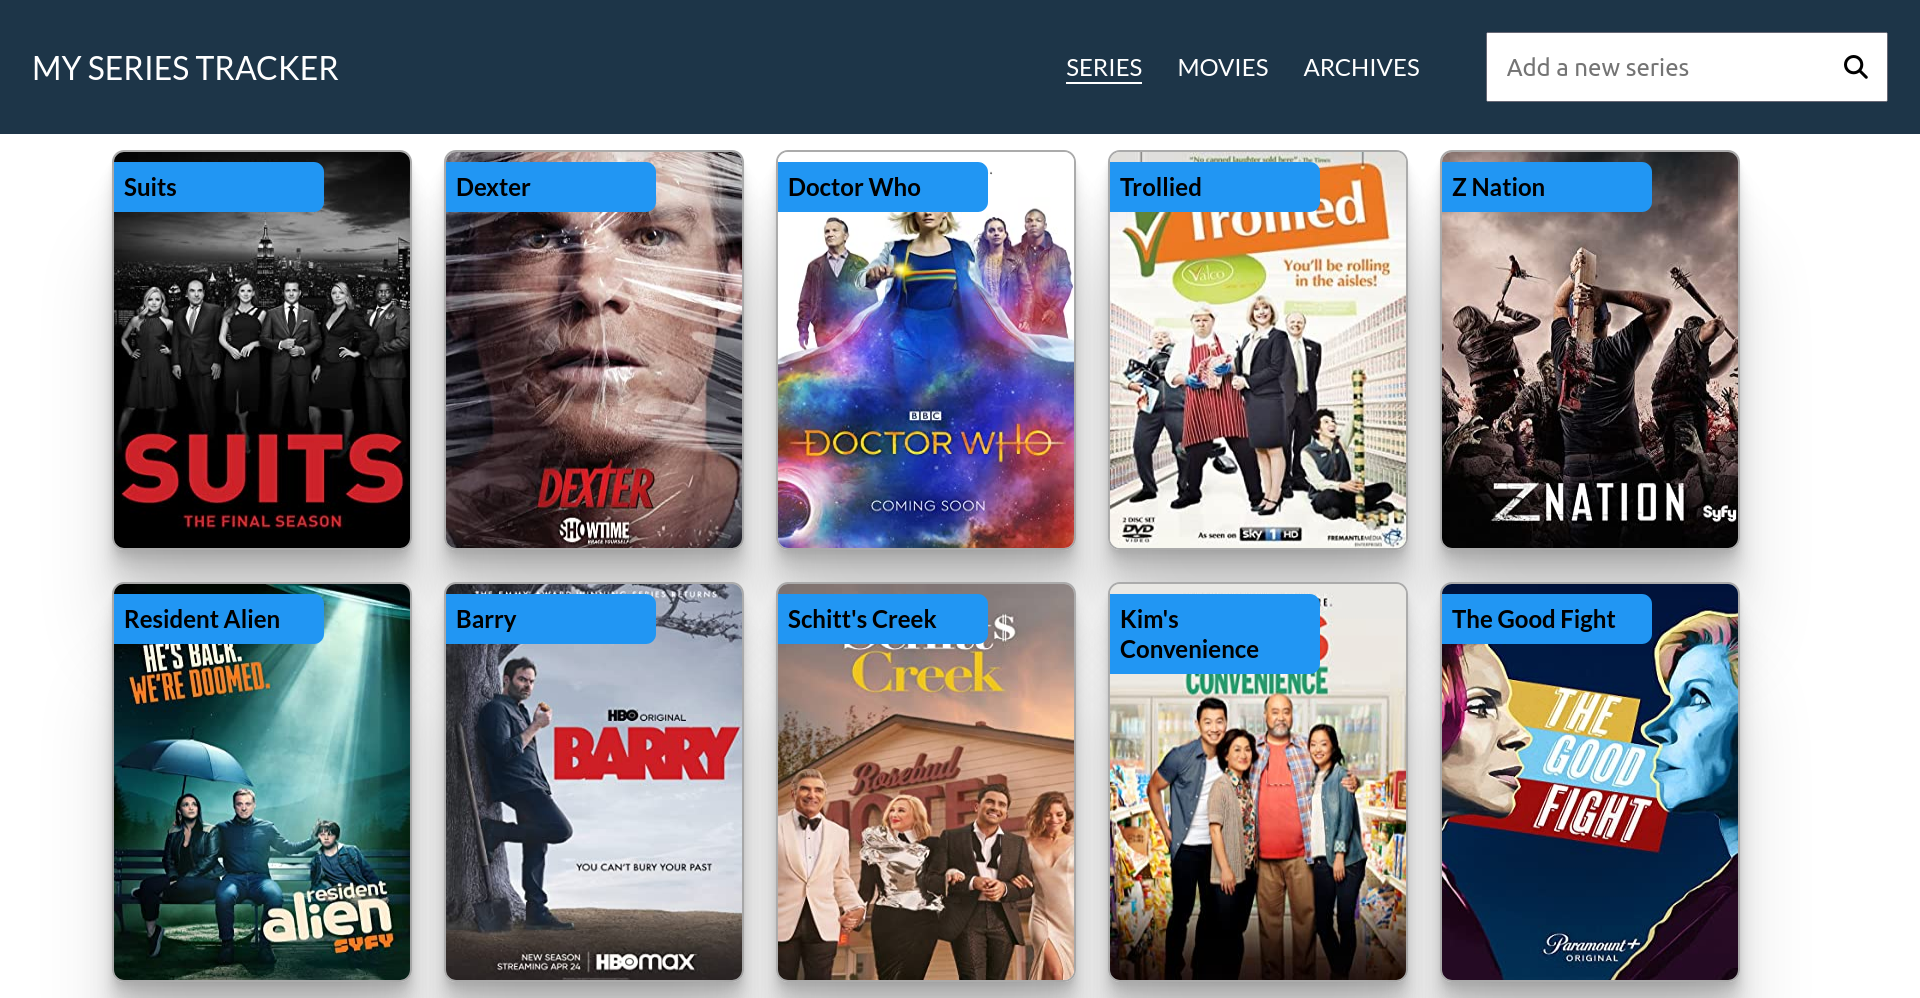 MY SERIES TRACKER
SERIES MOVIES ARCHIVES
Add a new series
Suits
SUITS
THE FINAL SEASON
Dexter
DEXTER
SHOWTIME
BRACE YOURSELF
Doctor Who
BBC
DOCTOR WHO
COMING SOON
Trollied
"No canned laughter sold here" - The Times
Trollied
Valco
You'll be rolling
in the aisles!
2 DISC SET
DVD
VIDEO
As seen on sky 1 HD
FREMANTLEMEDIA
ENTERPRISES
Z Nation
Z NATION
Syfy
Resident Alien
HE'S BACK.
WE'RE DOOMED.
resident
alien
SYFY
Barry
THE EMMY AWARD-WINNING SERIES RETURNS
HBO ORIGINAL
BARRY
YOU CAN'T BURY YOUR PAST
NEW SEASON
STREAMING APR 24
HBOmax
Schitt's Creek
Schitt's
Creek
Rosebud
MOTEL
Kim's
Convenience
CONVENIENCE
The Good Fight
THE
GOOD
FIGHT
Paramount+
ORIGINAL